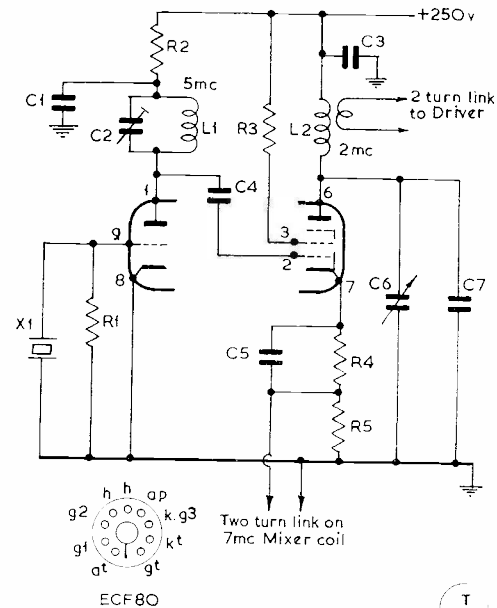 +250v
R2
C3
5mc
C1
C2
L1
R3
L2
2 turn link
to Driver
2mc
1
C4
6
9
3
2
8
7
C6
C7
X1
R1
C5
R4
R5
h h ap
g2 k.g3
g1 kt
at gt
ECF80
Two turn link on
7mc Mixer coil
T